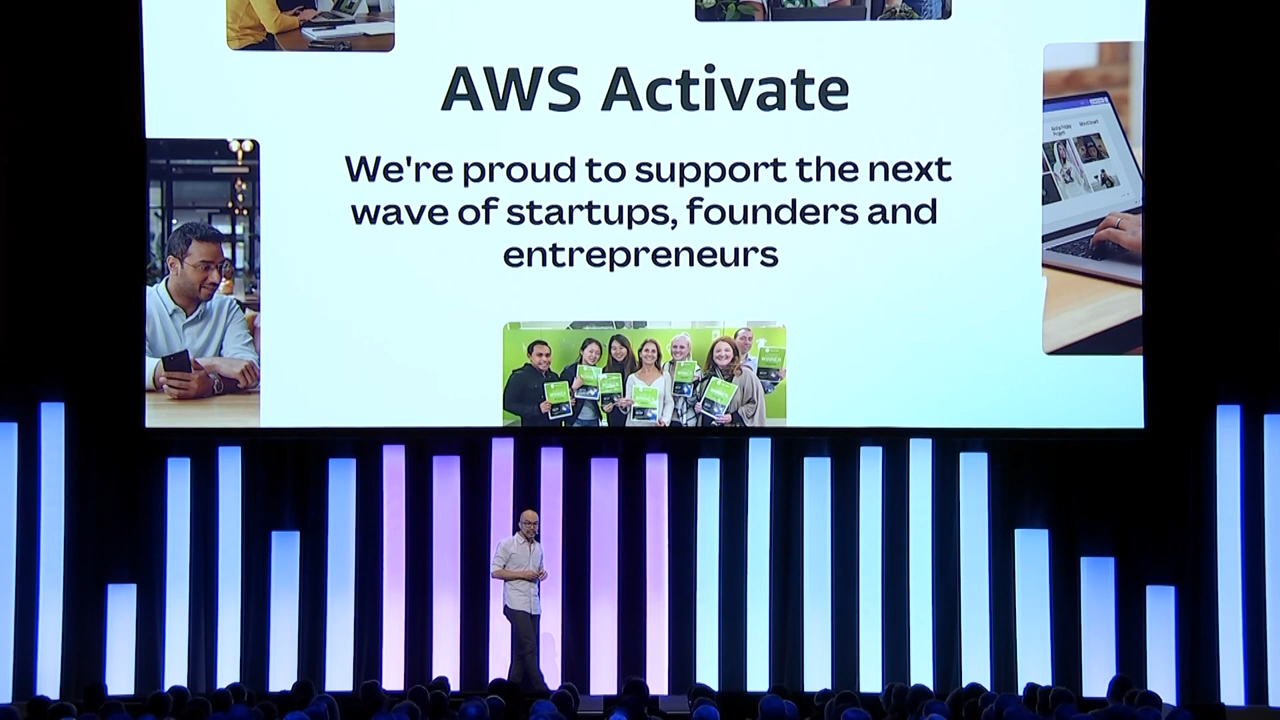 AWS Activate
We're proud to support the next
wave of startups, founders and
entrepreneurs